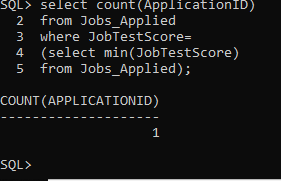 SQL> select count(ApplicationID)
2 from Jobs_Applied
3 where JobTestScore=
4 (select min(JobTestScore)
5 from Jobs_Applied);
COUNT(APPLICATIONID)
--------------------
1
SQL>